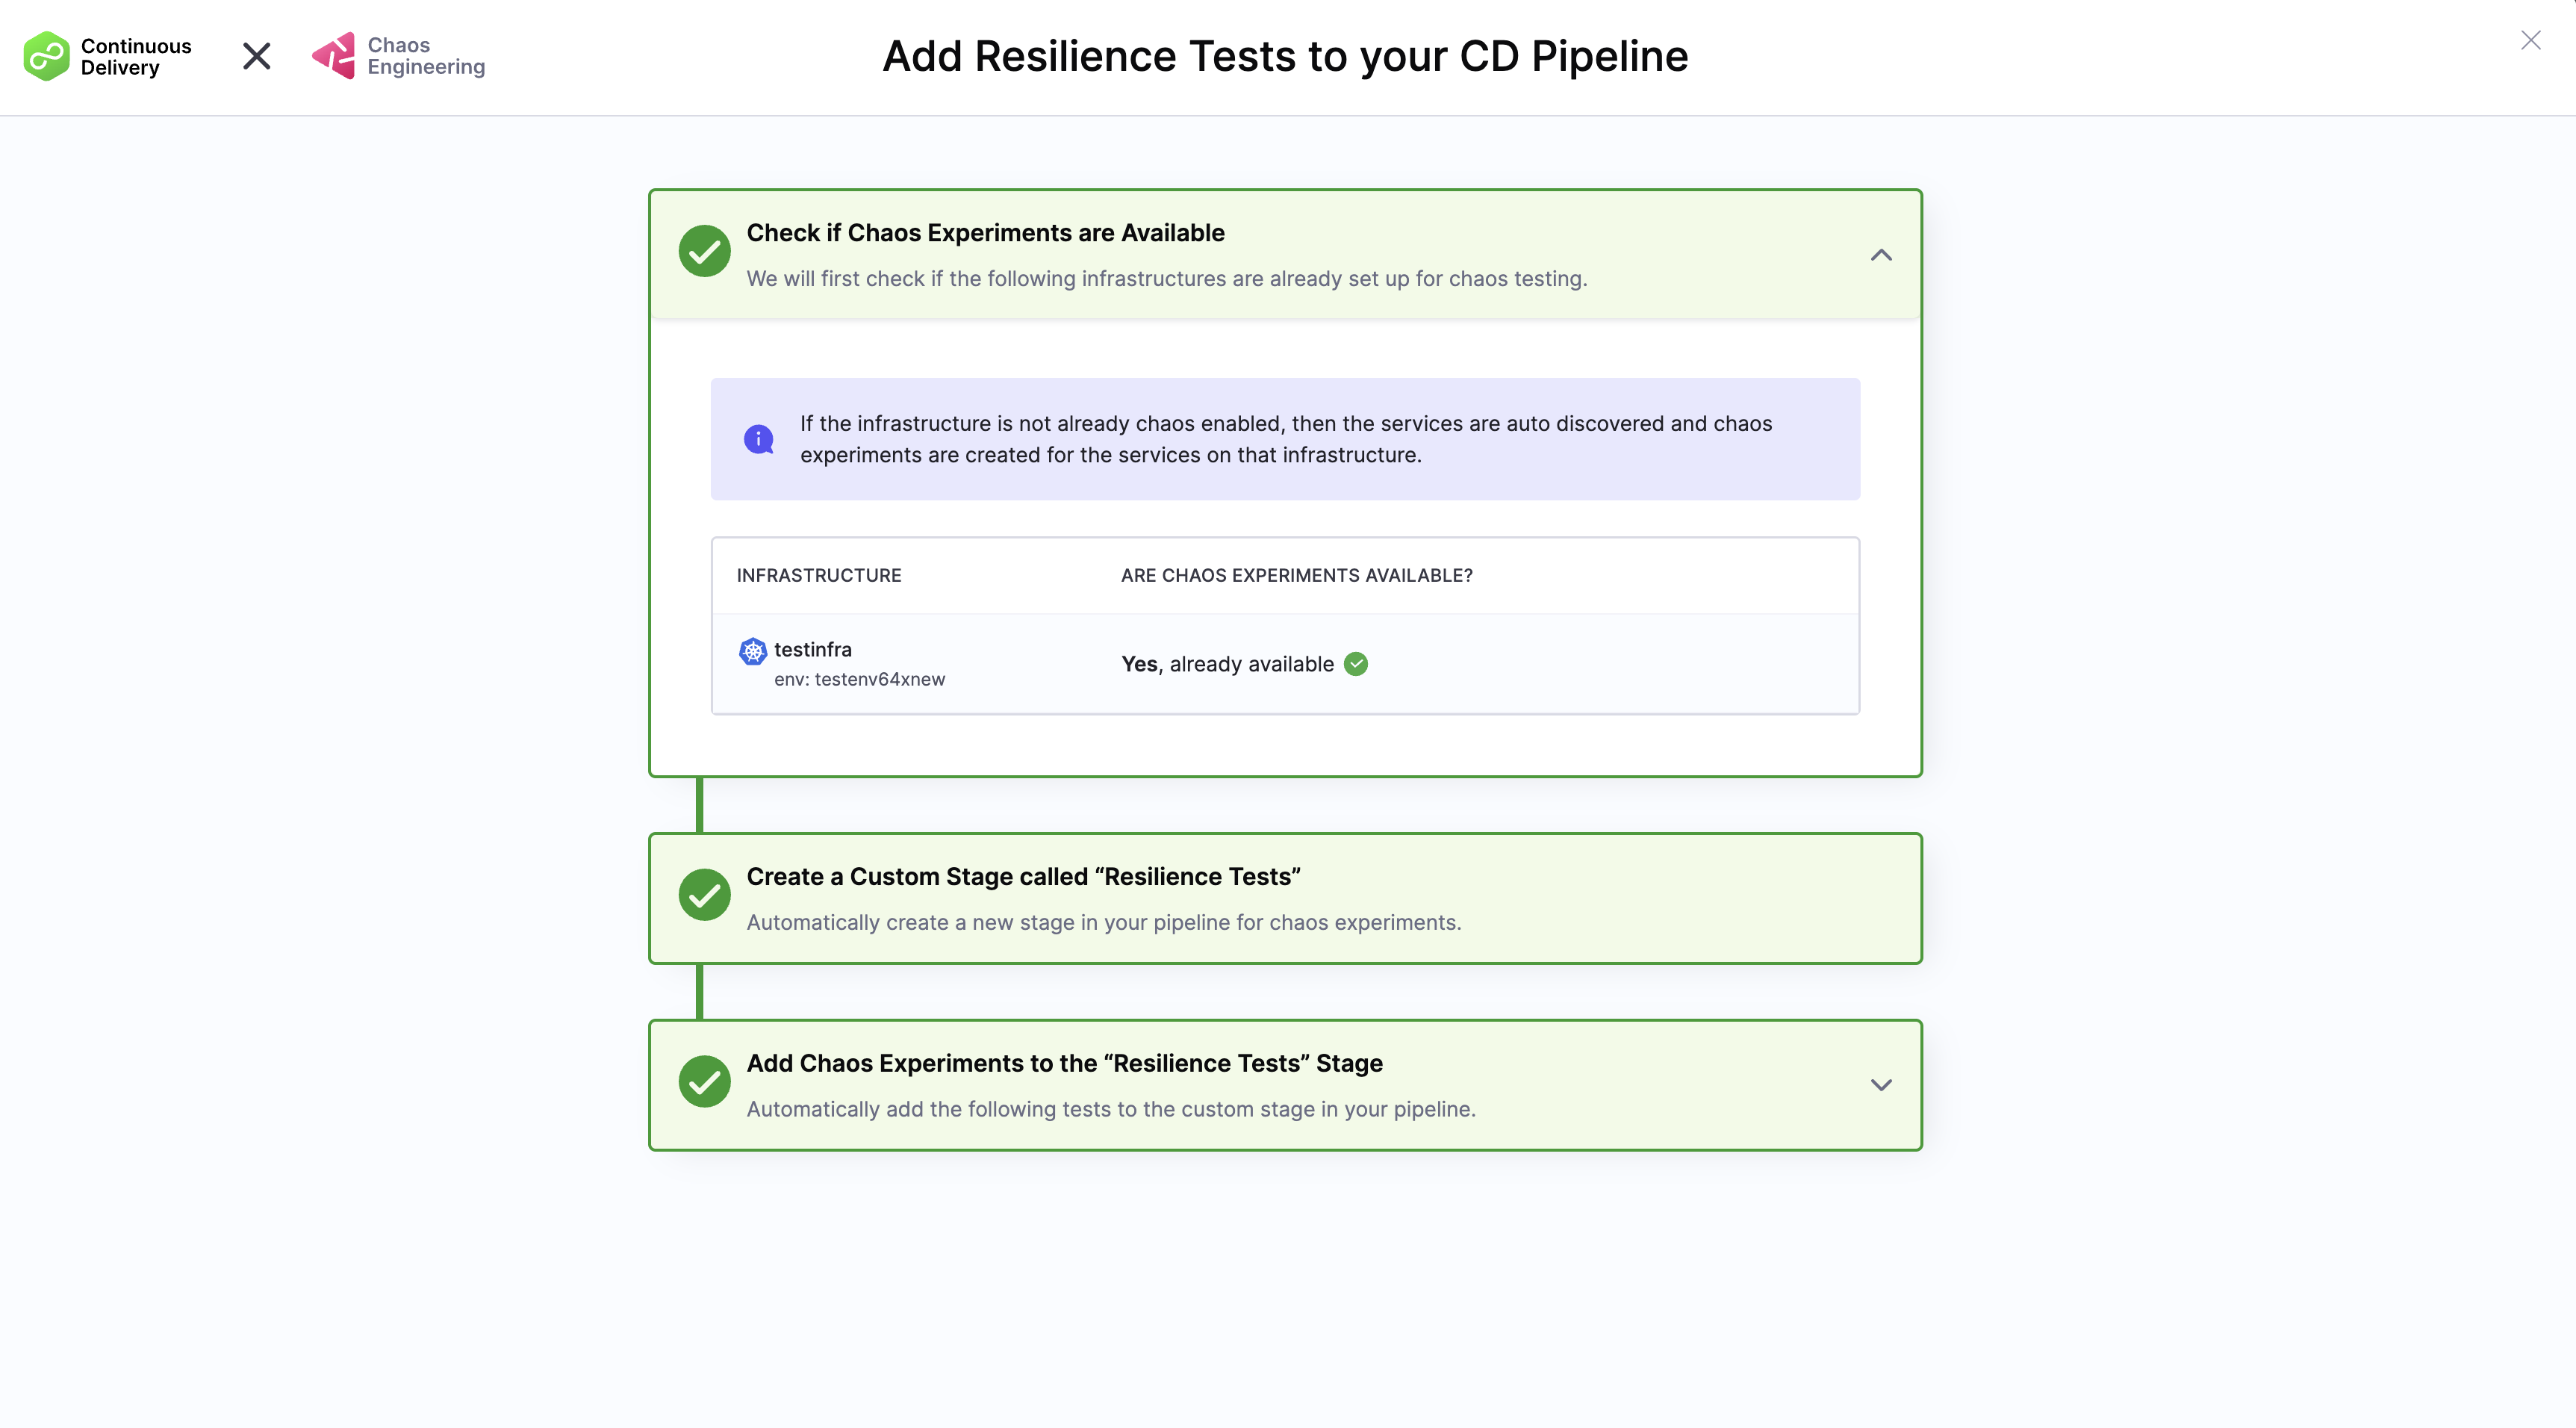 Continuous
Delivery
Chaos
Engineering
Add Resilience Tests to your CD Pipeline
Check if Chaos Experiments are Available
We will first check if the following infrastructures are already set up for chaos testing.
If the infrastructure is not already chaos enabled, then the services are auto discovered and chaos
experiments are created for the services on that infrastructure.
INFRASTRUCTURE
ARE CHAOS EXPERIMENTS AVAILABLE?
testinfra
env: testenv64xnew
Yes, already available
Create a Custom Stage called “Resilience Tests”
Automatically create a new stage in your pipeline for chaos experiments.
Add Chaos Experiments to the “Resilience Tests” Stage
Automatically add the following tests to the custom stage in your pipeline.